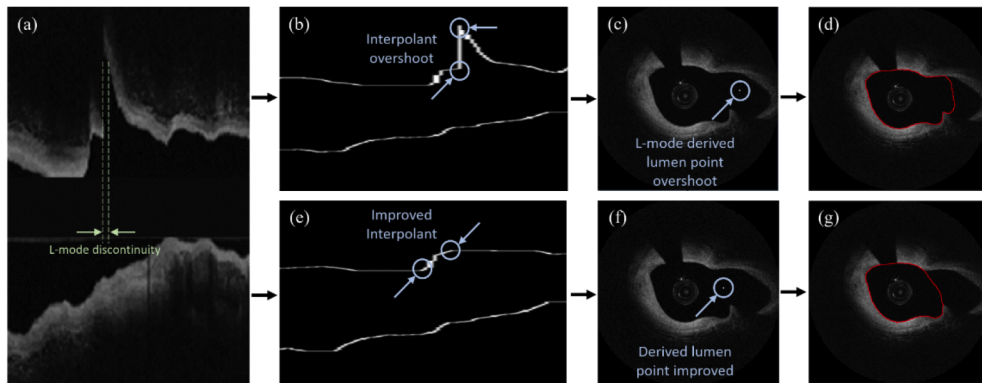 (a)
L-mode discontinuity
(b)
Interpolant
overshoot
(c)
L-mode derived
lumen point
overshoot
(d)
(e)
Improved
Interpolant
(f)
Derived lumen
point improved
(g)